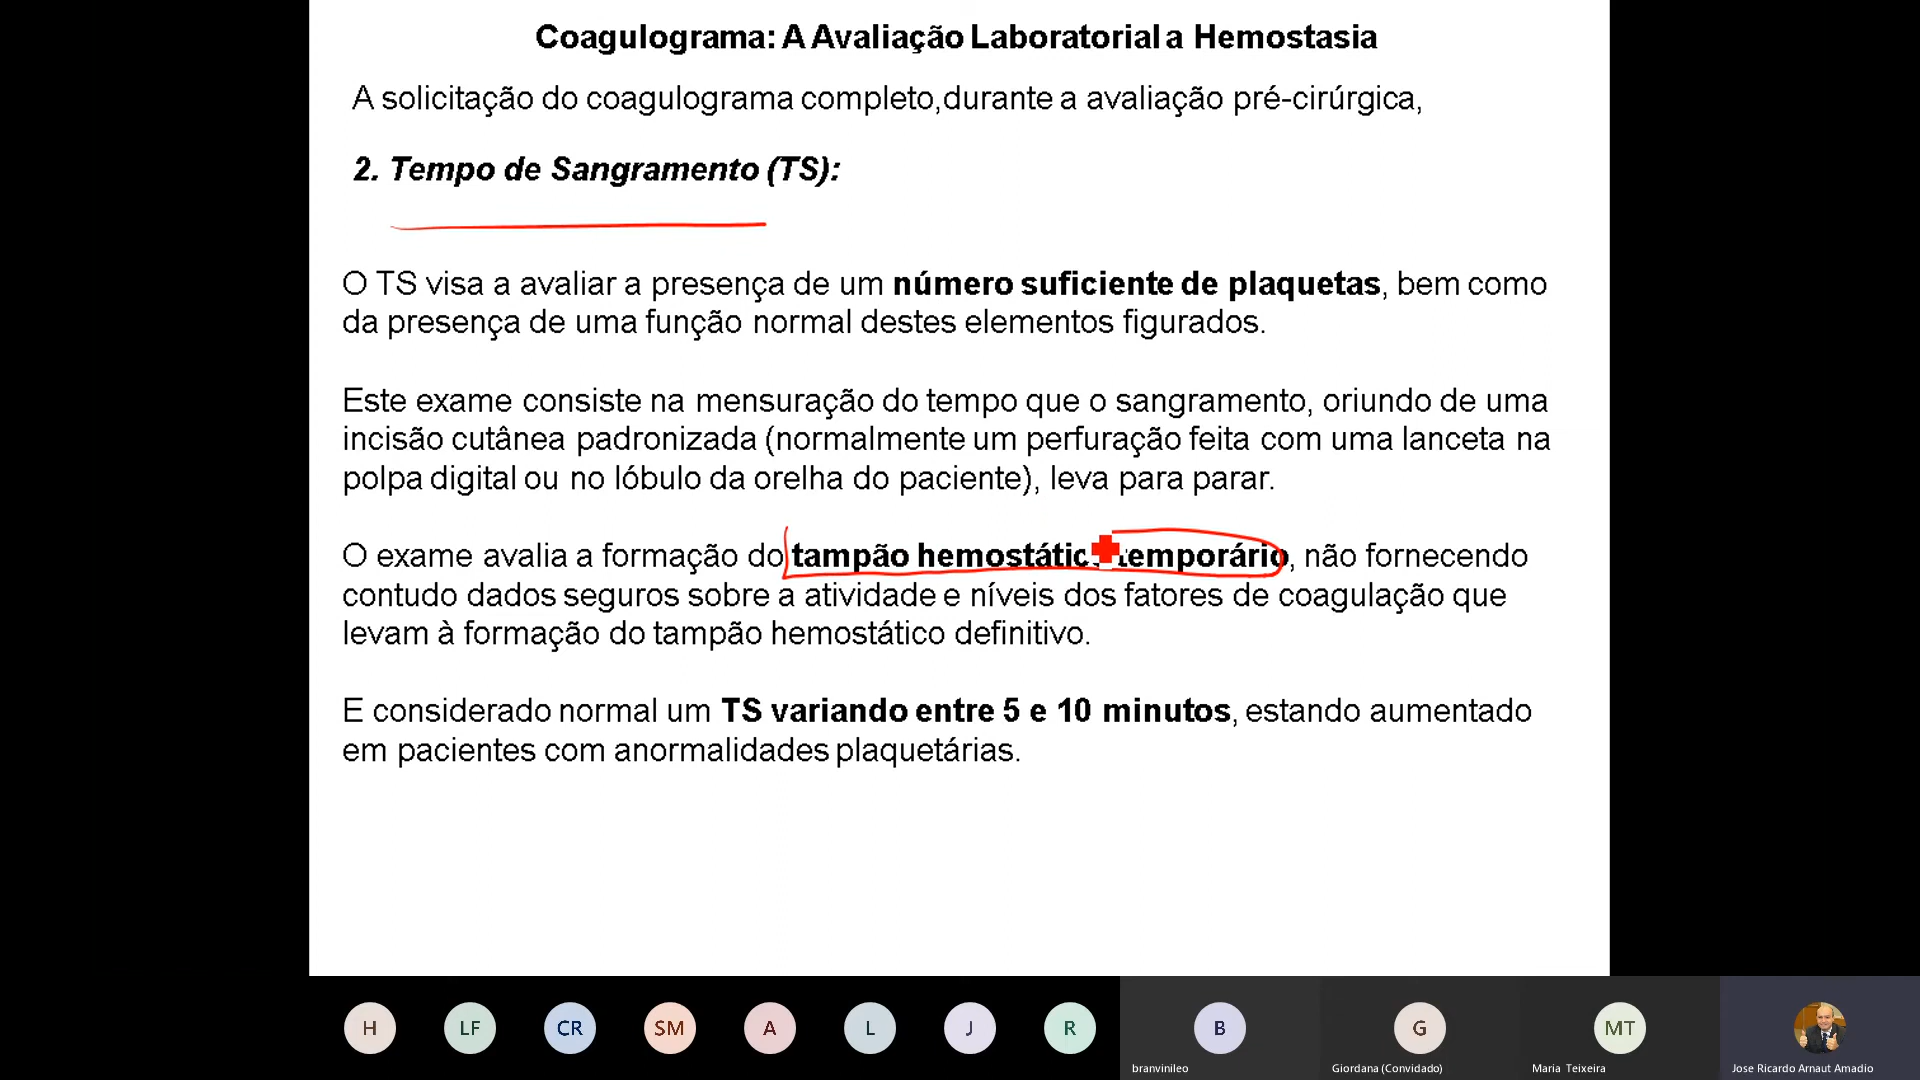 Coagulograma: A Avaliação Laboratorial a Hemostasia
A solicitação do coagulograma completo,durante a avaliação pré-cirúrgica,
2. Tempo de Sangramento (TS):
O TS visa a avaliar a presença de um número suficiente de plaquetas, bem como
da presença de uma função normal destes elementos figurados.
Este exame consiste na mensuração do tempo que o sangramento, oriundo de uma
incisão cutânea padronizada (normalmente um perfuração feita com uma lanceta na
polpa digital ou no lóbulo da orelha do paciente), leva para parar.
O exame avalia a formação do tampão hemostático temporário, não fornecendo
contudo dados seguros sobre a atividade e níveis dos fatores de coagulação que
levam à formação do tampão hemostático definitivo.
E considerado normal um TS variando entre 5 e 10 minutos, estando aumentado
em pacientes com anormalidades plaquetárias.
H LF CR SM A L J R B G MT
branvinileo Giordana (Convidado) Maria Teixeira Jose Ricardo Arnaut Amadio